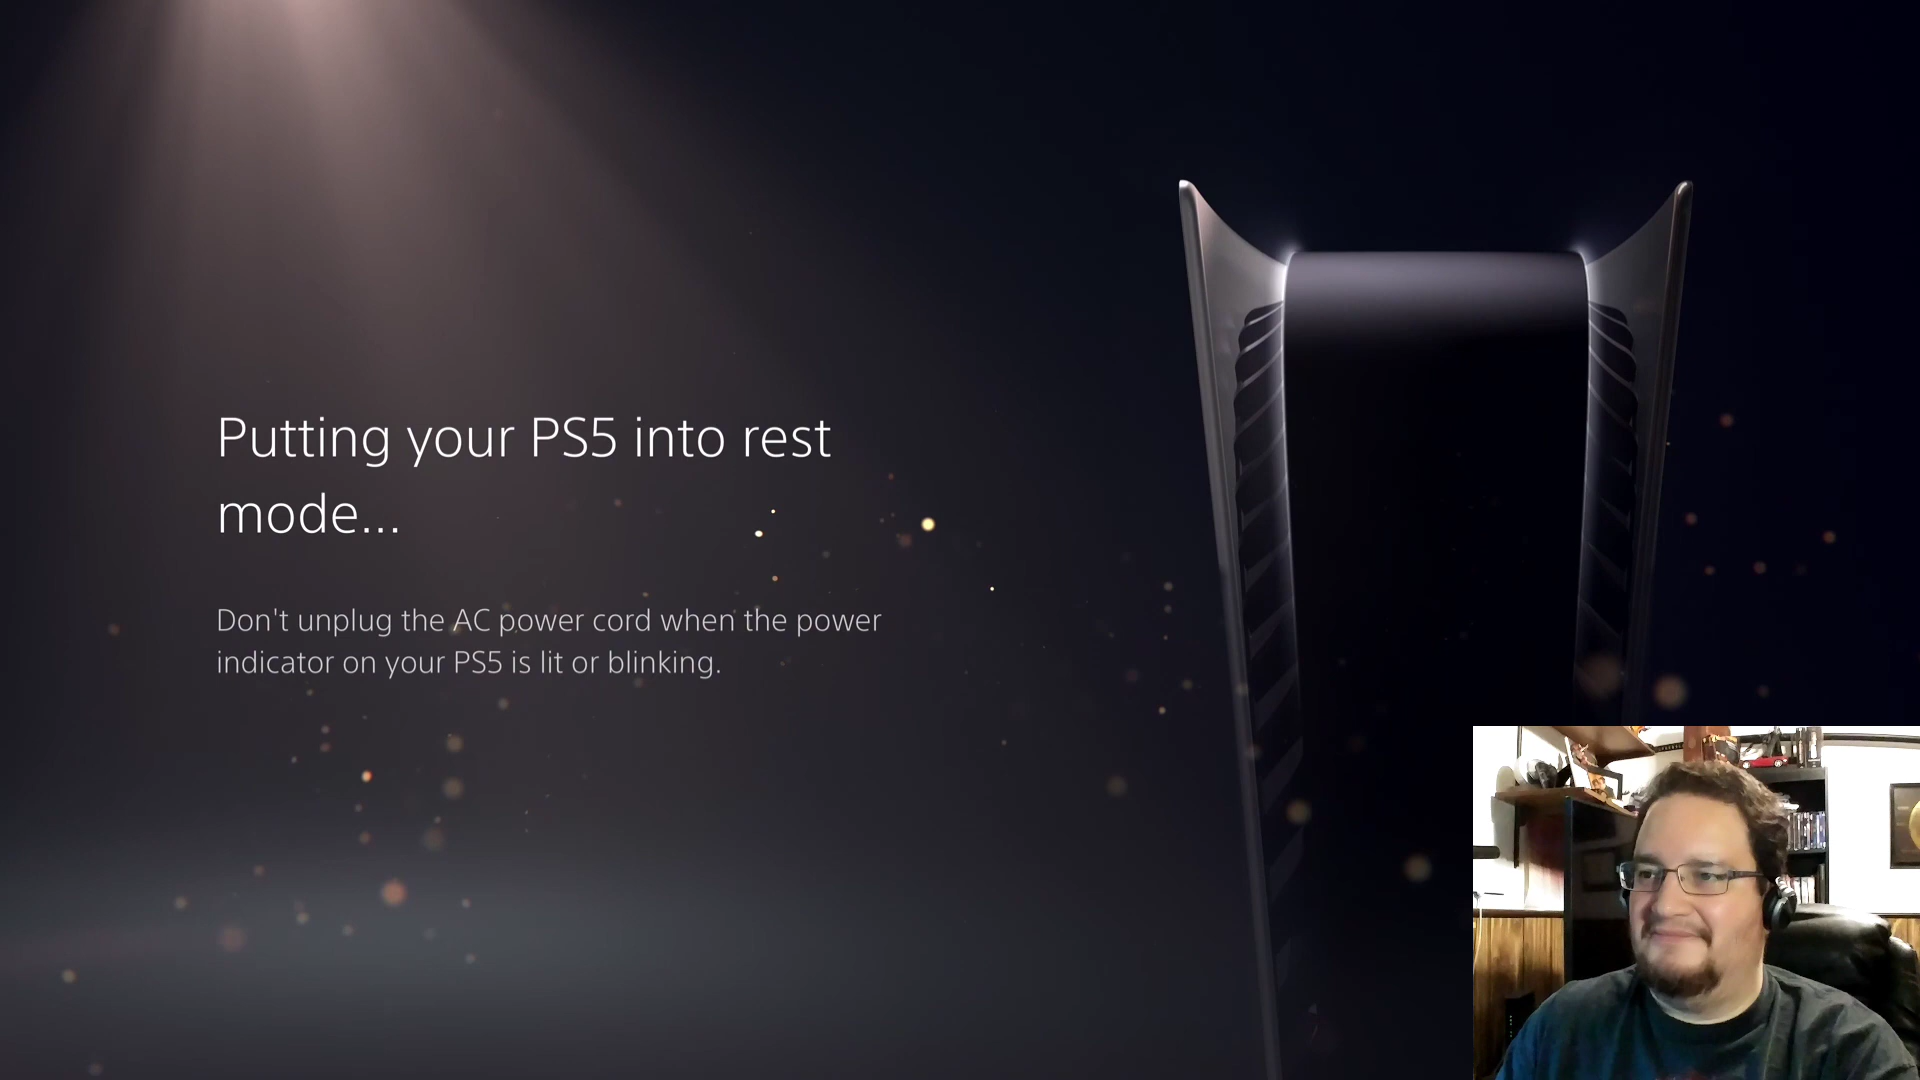 Putting your PS5 into rest
mode...
Don't unplug the AC power cord when the power
indicator on your PS5 is lit or blinking.